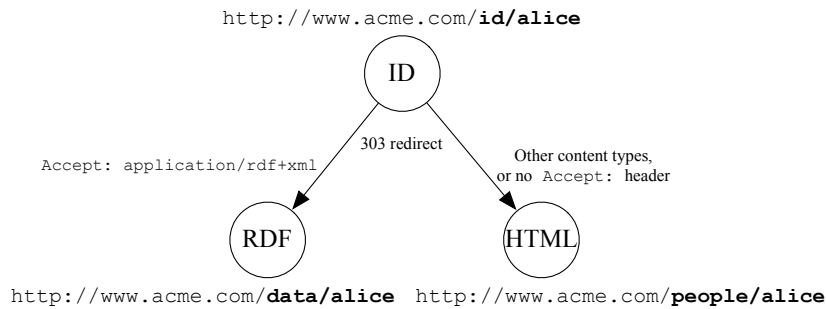 http://www.acme.com/id/alice
ID
303 redirect
Accept: application/rdf+xml
Other content types,
or no Accept: header
RDF
HTML
http://www.acme.com/data/alice
http://www.acme.com/people/alice